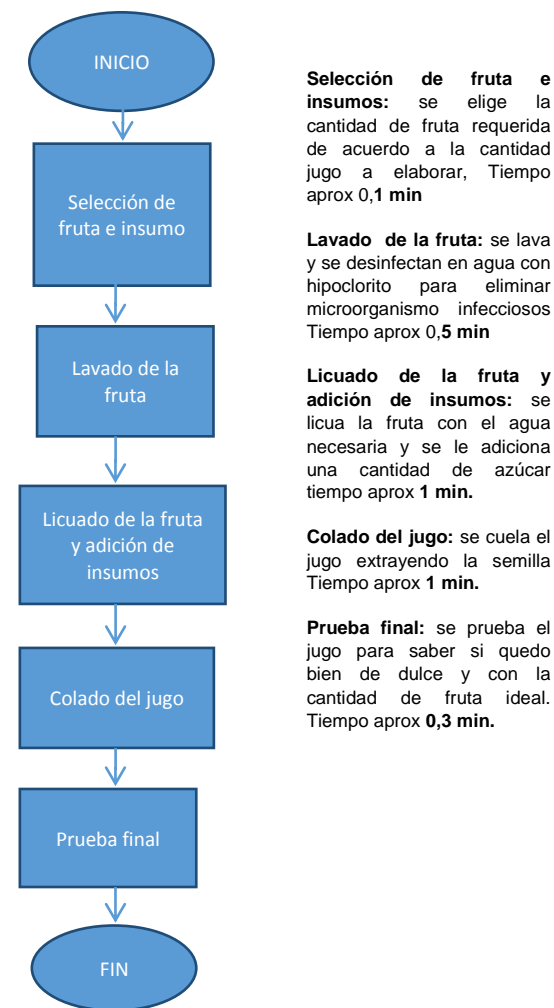 INICIO
Selección de
fruta e insumo
Lavado de la
fruta
Licuado de la fruta
y adición de
insumos
Colado del jugo
Prueba final
FIN
Selección de fruta e
insumos: se elige la
cantidad de fruta requerida
de acuerdo a la cantidad
jugo a elaborar, Tiempo
aprox 0,1 min
Lavado de la fruta: se lava
y se desinfectan en agua con
hipoclorito para eliminar
microorganismo infecciosos
Tiempo aprox 0,5 min
Licuado de la fruta y
adición de insumos: se
licua la fruta con el agua
necesaria y se le adiciona
una cantidad de azúcar
tiempo aprox 1 min.
Colado del jugo: se cuela el
jugo extrayendo la semilla
Tiempo aprox 1 min.
Prueba final: se prueba el
jugo para saber si quedo
bien de dulce y con la
cantidad de fruta ideal.
Tiempo aprox 0,3 min.